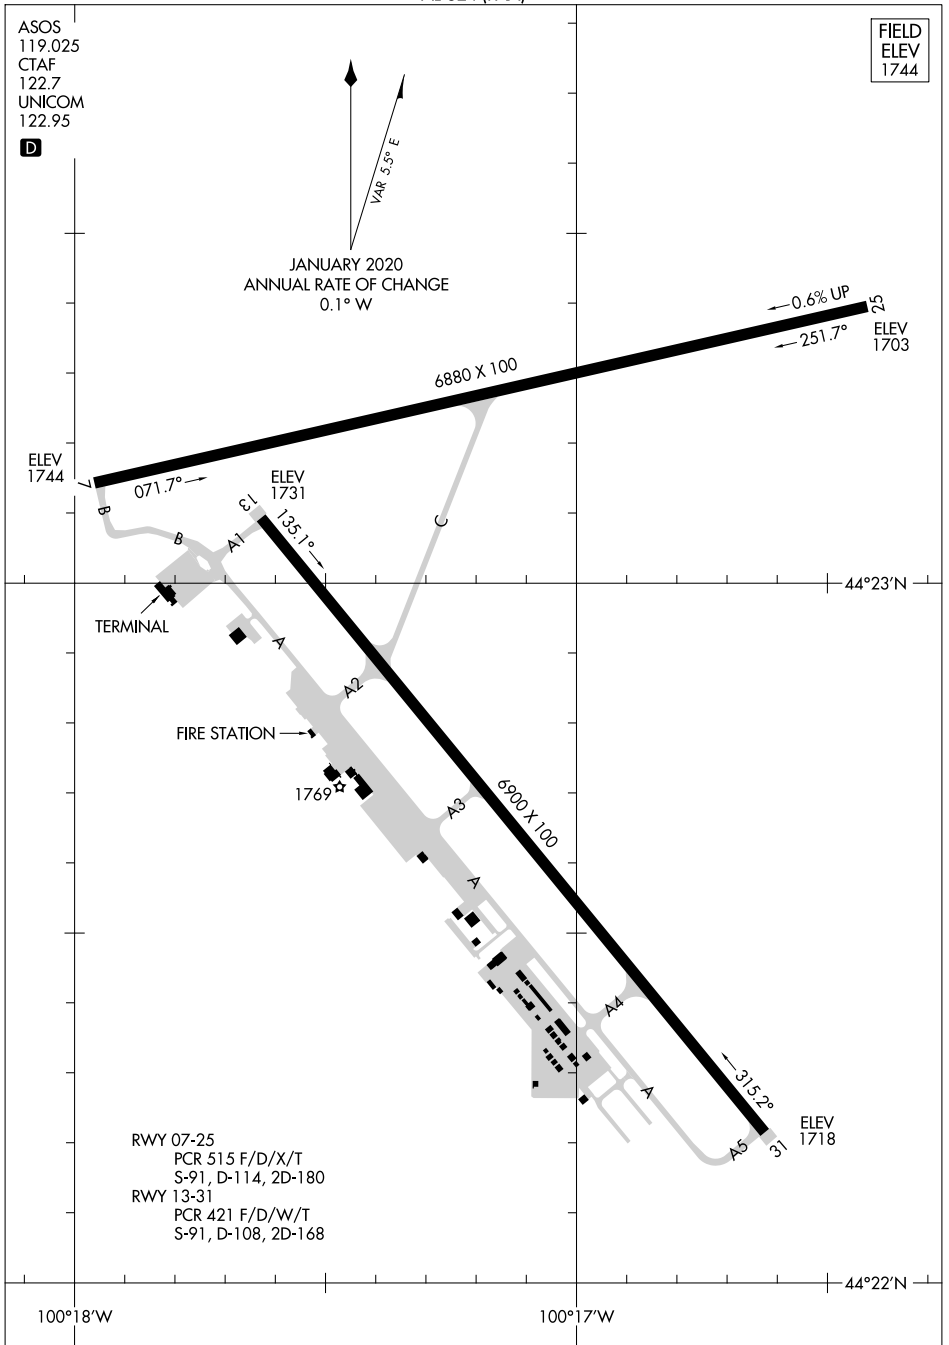 ASOS
119.025
CTAF
122.7
UNICOM
122.95
D
FIELD
ELEV
1744
VAR 5.5° E
JANUARY 2020
ANNUAL RATE OF CHANGE
0.1° W
0.6% UP
25
251.7°
ELEV
1703
6880 X 100
ELEV
1744
7
071.7°
ELEV
1731
13
135.1°
B
B
A1
C
44°23'N
TERMINAL
A
A2
FIRE STATION
1769
6900 X 100
A3
A
A4
A
315.2°
ELEV
1718
31
A5
RWY 07-25
PCR 515 F/D/X/T
S-91, D-114, 2D-180
RWY 13-31
PCR 421 F/D/W/T
S-91, D-108, 2D-168
44°22'N
100°18'W
100°17'W